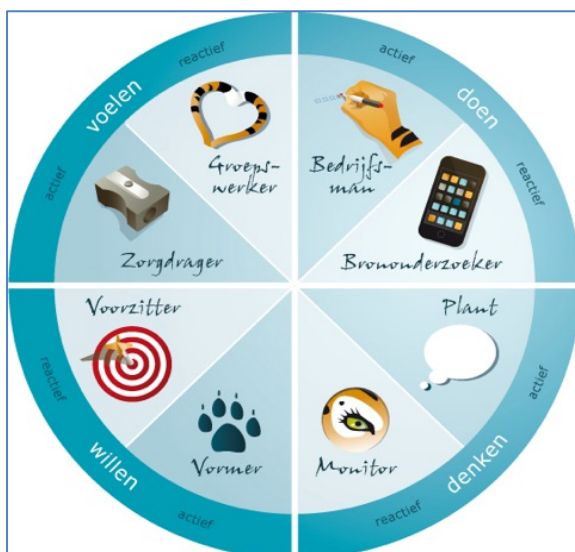 reactief
voelen
actief
Groeps-
werker
Zorgdrager
actief
doen
reactief
Bedrijfs-
man
Brononderzoeker
Voorzitter
reactief
willen
actief
Vormer
Plant
actief
denken
reactief
Monitor